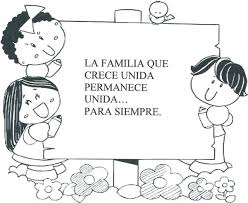 LA FAMILIA QUE
CRECE UNIDA
PERMANECE
UNIDA...
PARA SIEMPRE.